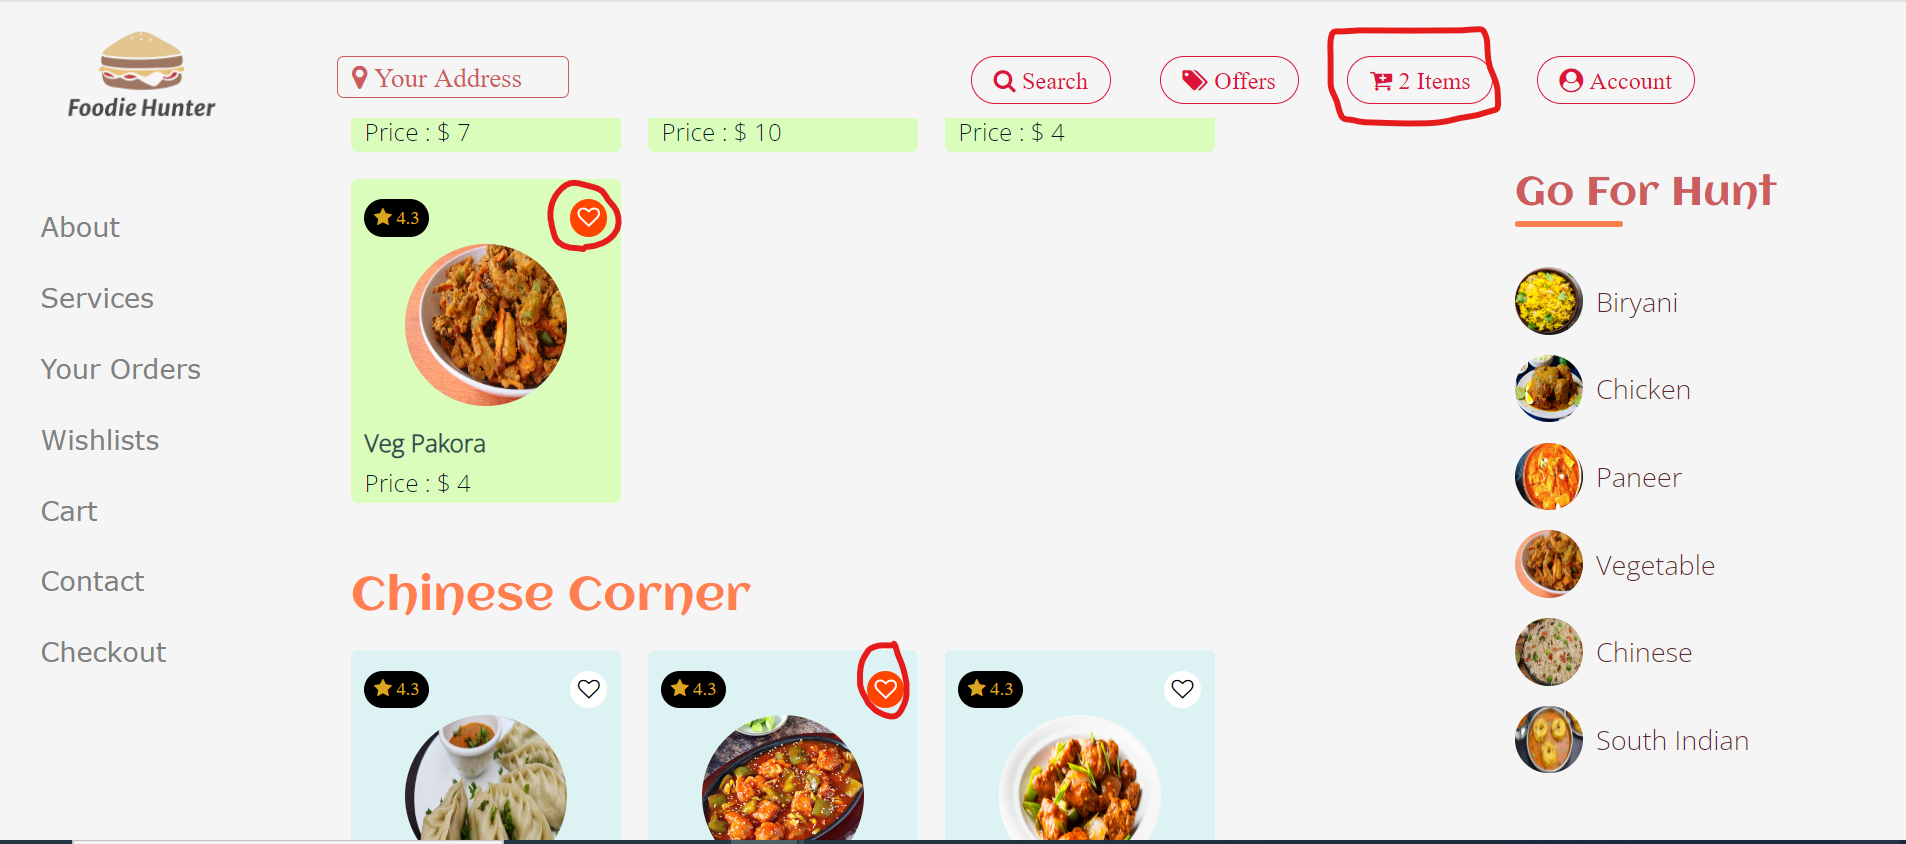 Foodie Hunter
Your Address
Search
Offers
2 Items
Account
Price : $ 7
Price : $ 10
Price : $ 4
About
Services
Your Orders
Wishlists
Cart
Contact
Checkout
4.3
Veg Pakora
Price : $ 4
Chinese Corner
4.3
4.3
4.3
Go For Hunt
Biryani
Chicken
Paneer
Vegetable
Chinese
South Indian